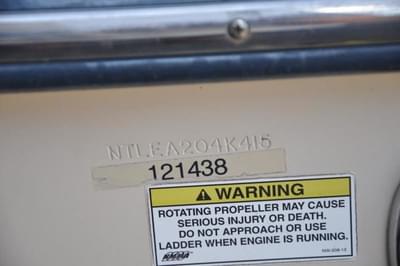 NTLEA204K415
121438
WARNING
ROTATING PROPELLER MAY CAUSE
SERIOUS INJURY OR DEATH.
DO NOT APPROACH OR USE
LADDER WHEN ENGINE IS RUNNING.
NMMA